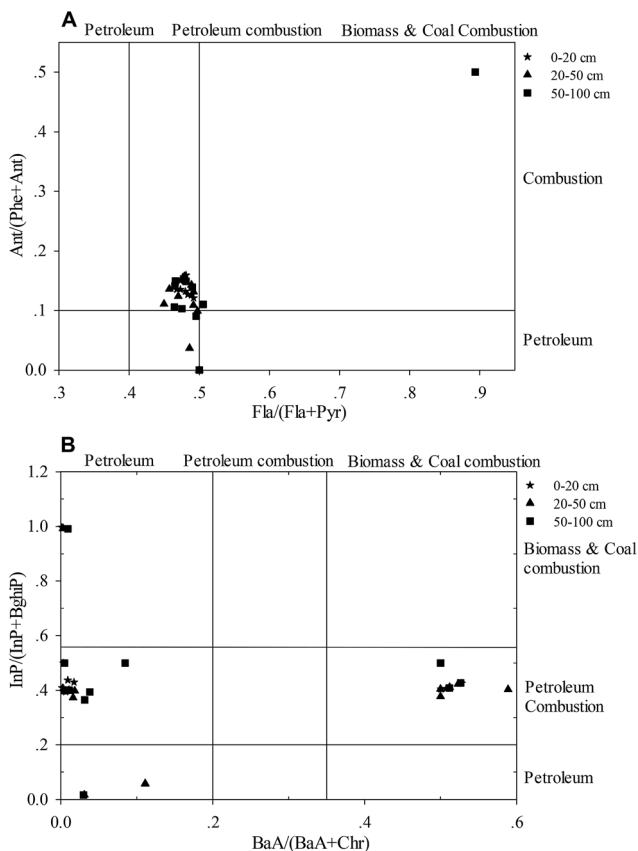 A
Petroleum Petroleum combustion Biomass & Coal Combustion
.5
.4
.3
.2
.1
0.0
Ant/(Phe+Ant)
0-20 cm
20-50 cm
50-100 cm
Combustion
Petroleum
.3 .4 .5 .6 .7 .8 .9
Fla/(Fla+Pyr)
B
Petroleum Petroleum combustion Biomass & Coal combustion
1.2
1.0
.8
.6
.4
0.2
0.0
InP/(InP+BghiP)
0-20 cm
20-50 cm
50-100 cm
Biomass & Coal
combustion
Petroleum
Combustion
Petroleum
0.0 .2 .4 .6
BaA/(BaA+Chr)